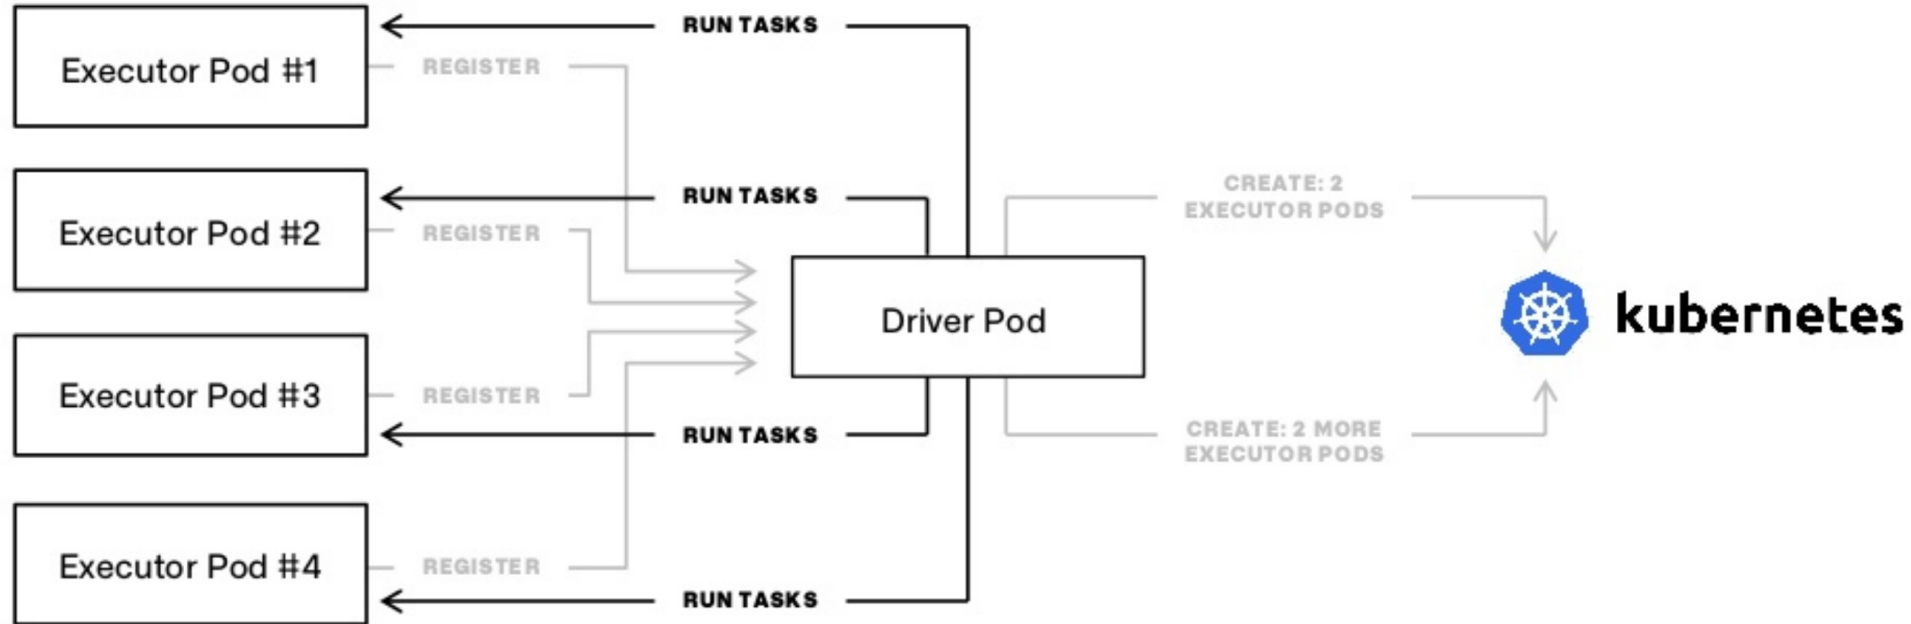 RUN TASKS
Executor Pod #1
REGISTER
RUN TASKS
Executor Pod #2
REGISTER
CREATE: 2
EXECUTOR PODS
Driver Pod
kubernetes
Executor Pod #3
REGISTER
RUN TASKS
CREATE: 2 MORE
EXECUTOR PODS
Executor Pod #4
REGISTER
RUN TASKS